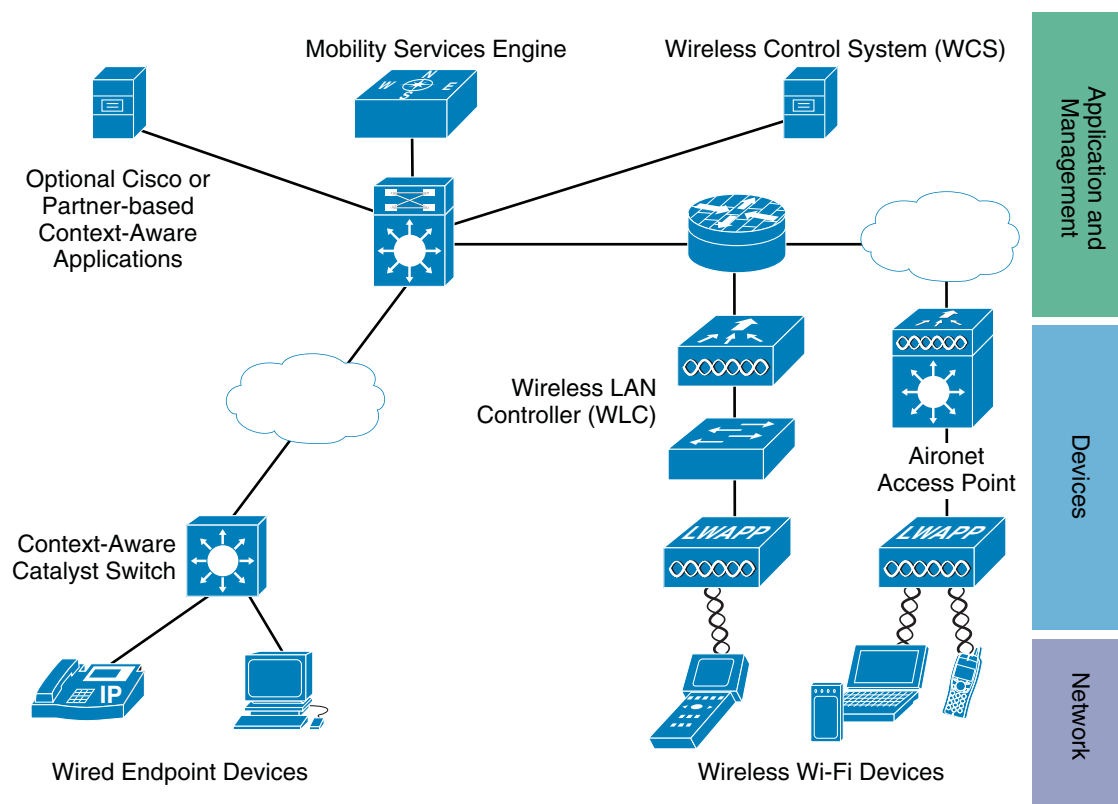 Mobility Services Engine
Wireless Control System (WCS)
N
W
E
S
Optional Cisco or
Partner-based
Context-Aware
Applications
Application and
Management
Wireless LAN
Controller (WLC)
Aironet
Access Point
Devices
LWAPP
LWAPP
Context-Aware
Catalyst Switch
IP
Network
Wired Endpoint Devices
Wireless Wi-Fi Devices